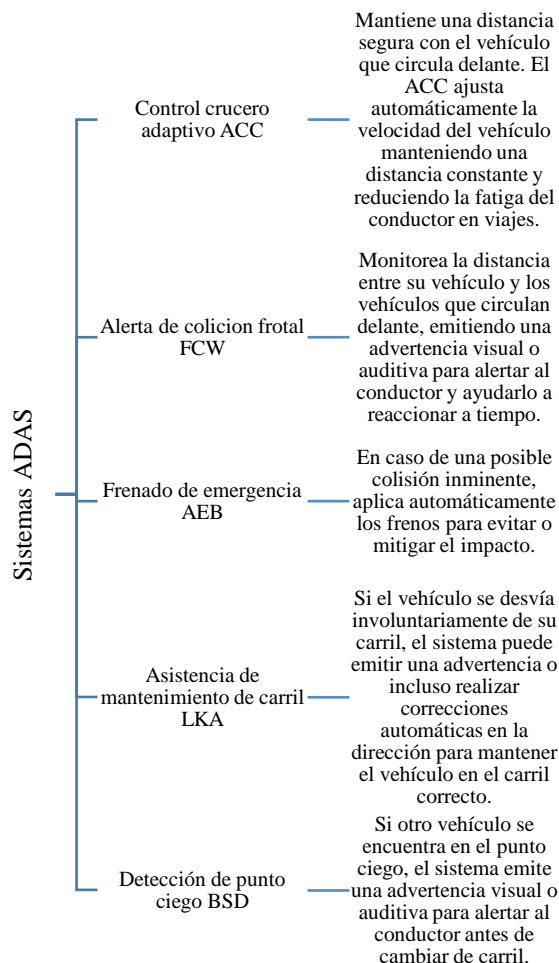 Sistemas ADAS
Control crucero
adaptivo ACC
Mantiene una distancia
segura con el vehículo
que circula delante. El
ACC ajusta
automáticamente la
velocidad del vehículo
manteniendo una
distancia constante y
reduciendo la fatiga del
conductor en viajes.
Alerta de colicion frotal
FCW
Monitorea la distancia
entre su vehículo y los
vehículos que circulan
delante, emitiendo una
advertencia visual o
auditiva para alertar al
conductor y ayudarlo a
reaccionar a tiempo.
Frenado de emergencia
AEB
En caso de una posible
colisión inminente,
aplica automáticamente
los frenos para evitar o
mitigar el impacto.
Asistencia de
mantenimiento de carril
LKA
Si el vehículo se desvía
involuntariamente de su
carril, el sistema puede
emitir una advertencia o
incluso realizar
correcciones
automáticas en la
dirección para mantener
el vehículo en el carril
correcto.
Detección de punto
ciego BSD
Si otro vehículo se
encuentra en el punto
ciego, el sistema emite
una advertencia visual o
auditiva para alertar al
conductor antes de
cambiar de carril.